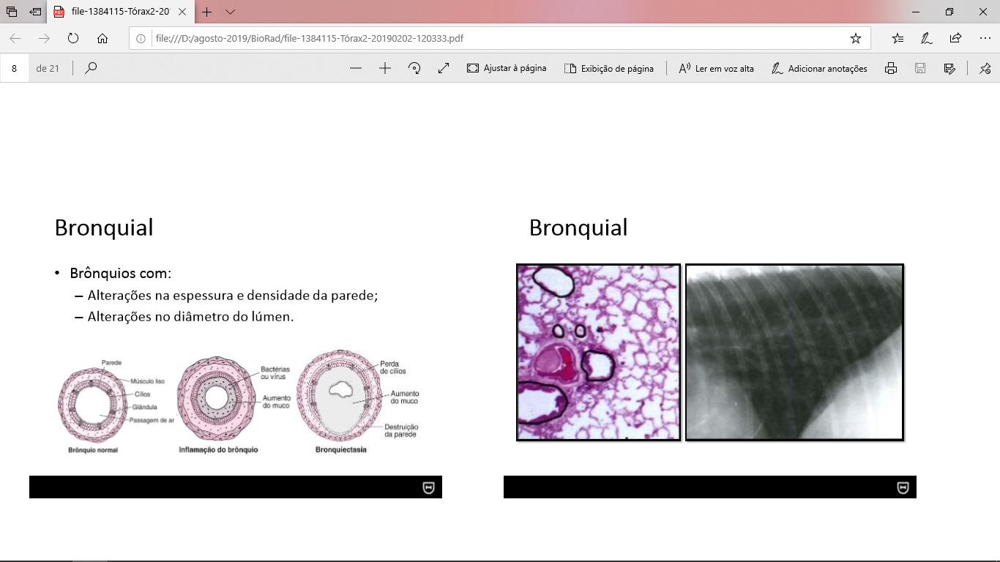 file-1384115-Tórax2-20
file:///D:/agosto-2019/BioRad/file-1384115-Tórax2-20190202-120333.pdf
8 de 21
Ajustar à página
Exibição de página
Ler em voz alta
Adicionar anotações
Bronquial
• Brônquios com:
– Alterações na espessura e densidade da parede;
– Alterações no diâmetro do lúmen.
Parede
Músculo liso
Cílios
Glândula
Passagem de ar
Brônquio normal
Bactérias
ou vírus
Aumento
do muco
Inflamação do brônquio
Perda
de cílios
Aumento
do muco
Destruição
da parede
Bronquiectasia
Bronquial